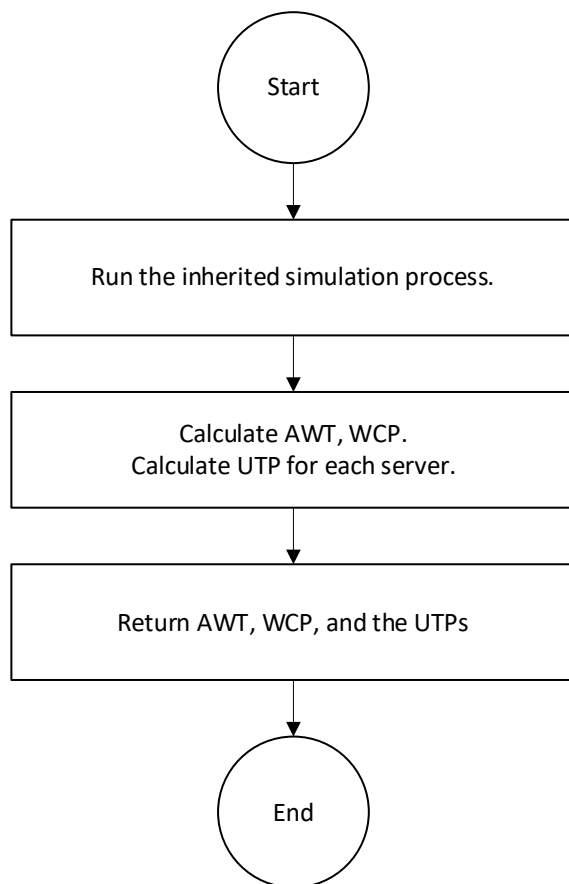 Start
Run the inherited simulation process.
Calculate AWT, WCP.
Calculate UTP for each server.
Return AWT, WCP, and the UTPs
End